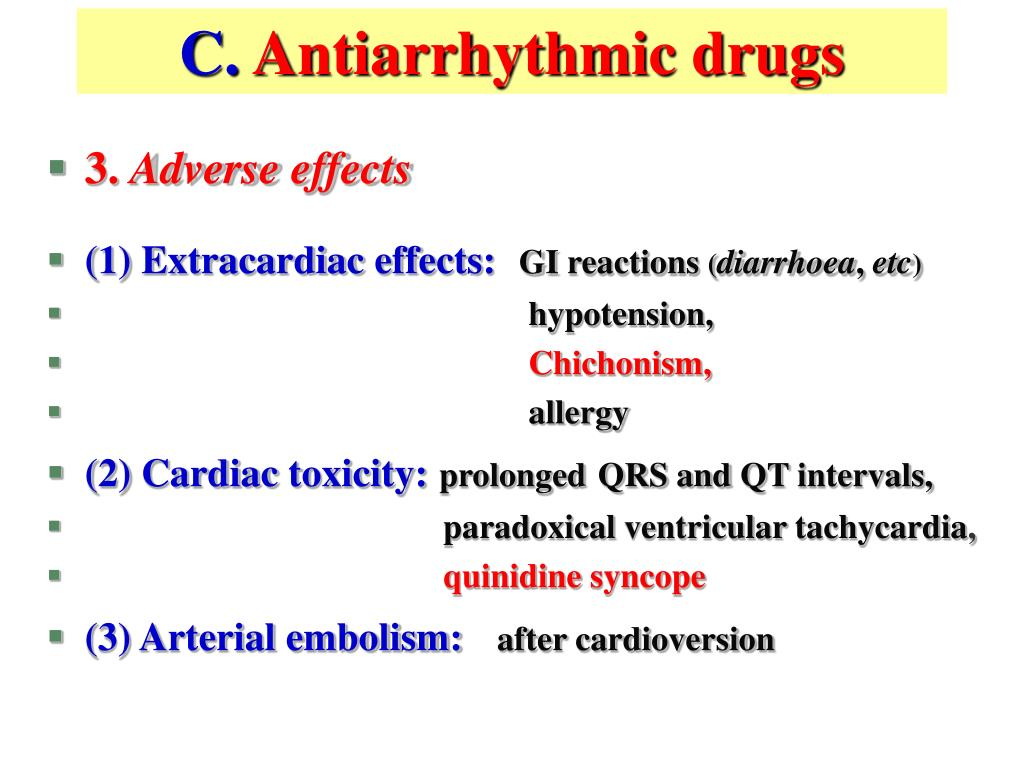 C. Antiarrhythmic drugs
3. Adverse effects
(1) Extracardiac effects: GI reactions (diarrhoea, etc)
hypotension,
Chichonism,
allergy
(2) Cardiac toxicity: prolonged QRS and QT intervals,
paradoxical ventricular tachycardia,
quinidine syncope
(3) Arterial embolism: after cardioversion